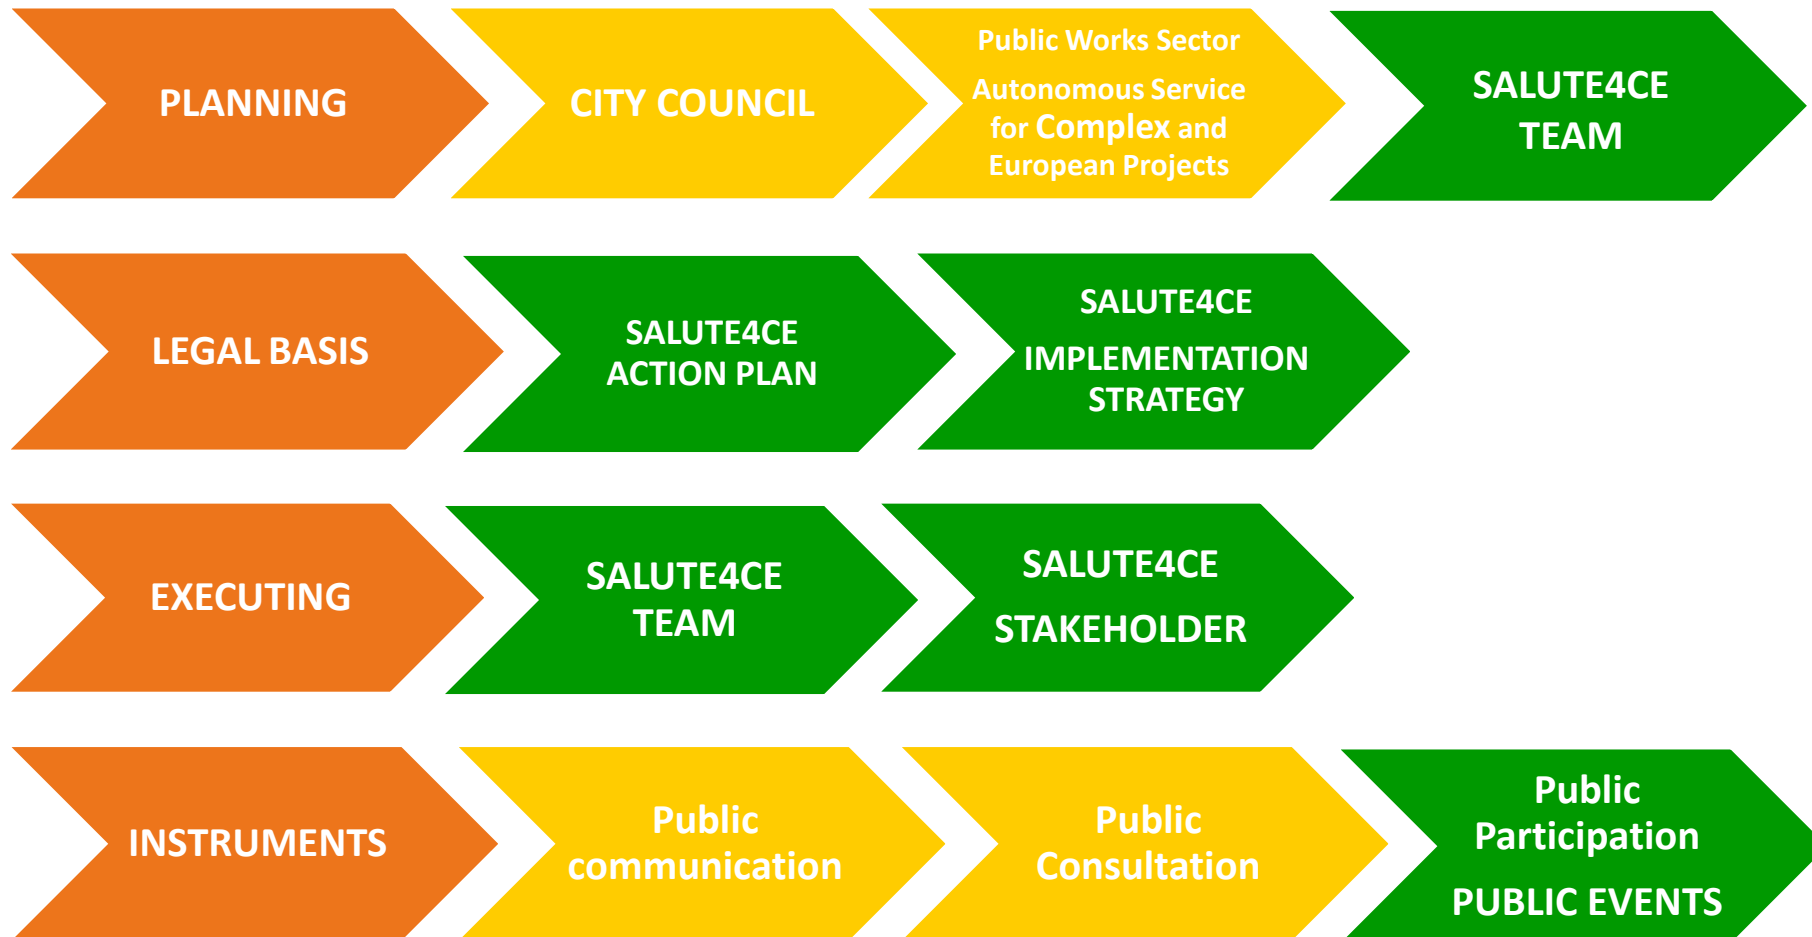 PLANNING
CITY COUNCIL
Public Works Sector
Autonomous Service
for Complex and
European Projects
SALUTE4CE
TEAM
LEGAL BASIS
SALUTE4CE
ACTION PLAN
SALUTE4CE
IMPLEMENTATION
STRATEGY
EXECUTING
SALUTE4CE
TEAM
SALUTE4CE
STAKEHOLDER
INSTRUMENTS
Public
communication
Public
Consultation
Public
Participation
PUBLIC EVENTS